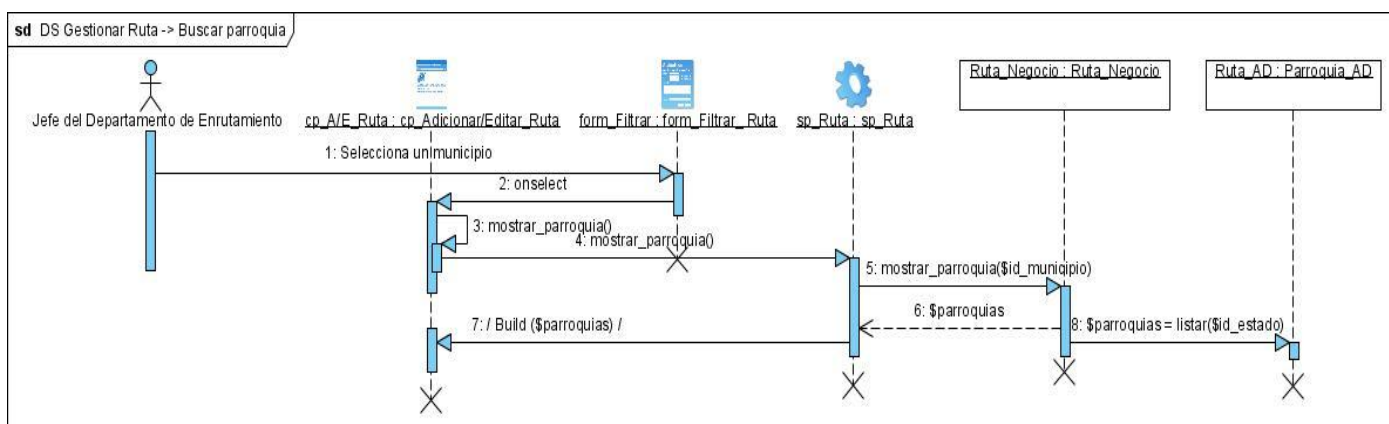 sd DS Gestionar Ruta -> Buscar parroquia
Jefe del Departamento de Enrutamiento
cp_A/E_Ruta : cp_Adicionar/Editar_Ruta
form_Filtrar : form_Filtrar_Ruta
sp_Ruta : sp_Ruta
Ruta_Negocio : Ruta_Negocio
Ruta_AD : Parroquia_AD
1: Selecciona un municipio
2: onselect
3: mostrar_parroquia()
4: mostrar_parroquia()
5: mostrar_parroquia($id_municipio)
6: $parroquias
7: / Build ($parroquias) /
8: $parroquias = listar($id_estado)